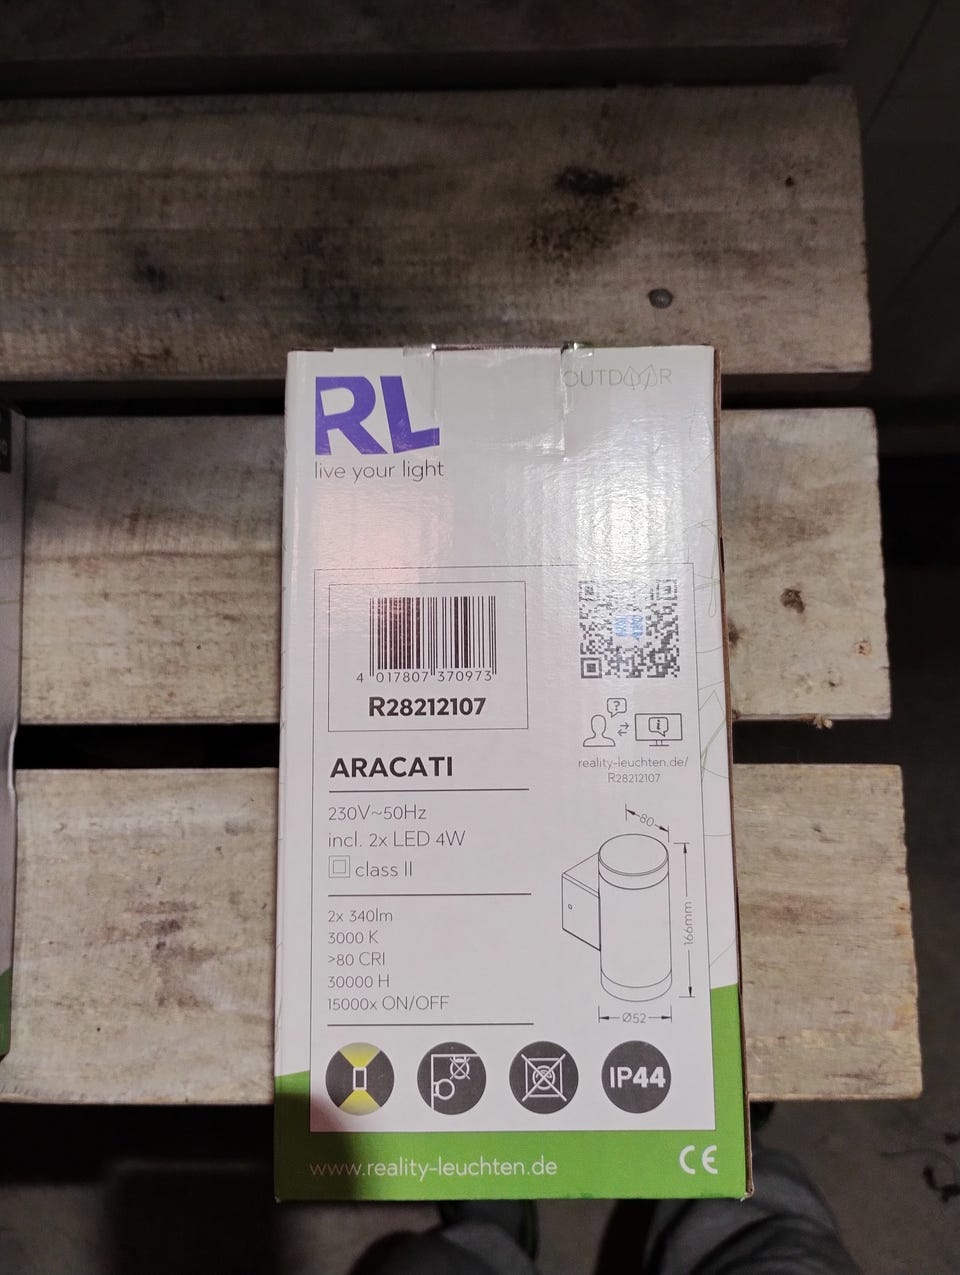 RL
live your light
OUTDOOR
4 017807 370973
R28212107
reality-leuchten.de/
R28212107
ARACATI
230V~50Hz
incl. 2x LED 4W
class II
2x 340lm
3000 K
>80 CRI
30000 H
15000x ON/OFF
80
166mm
Ø52
IP44
www.reality-leuchten.de
CE